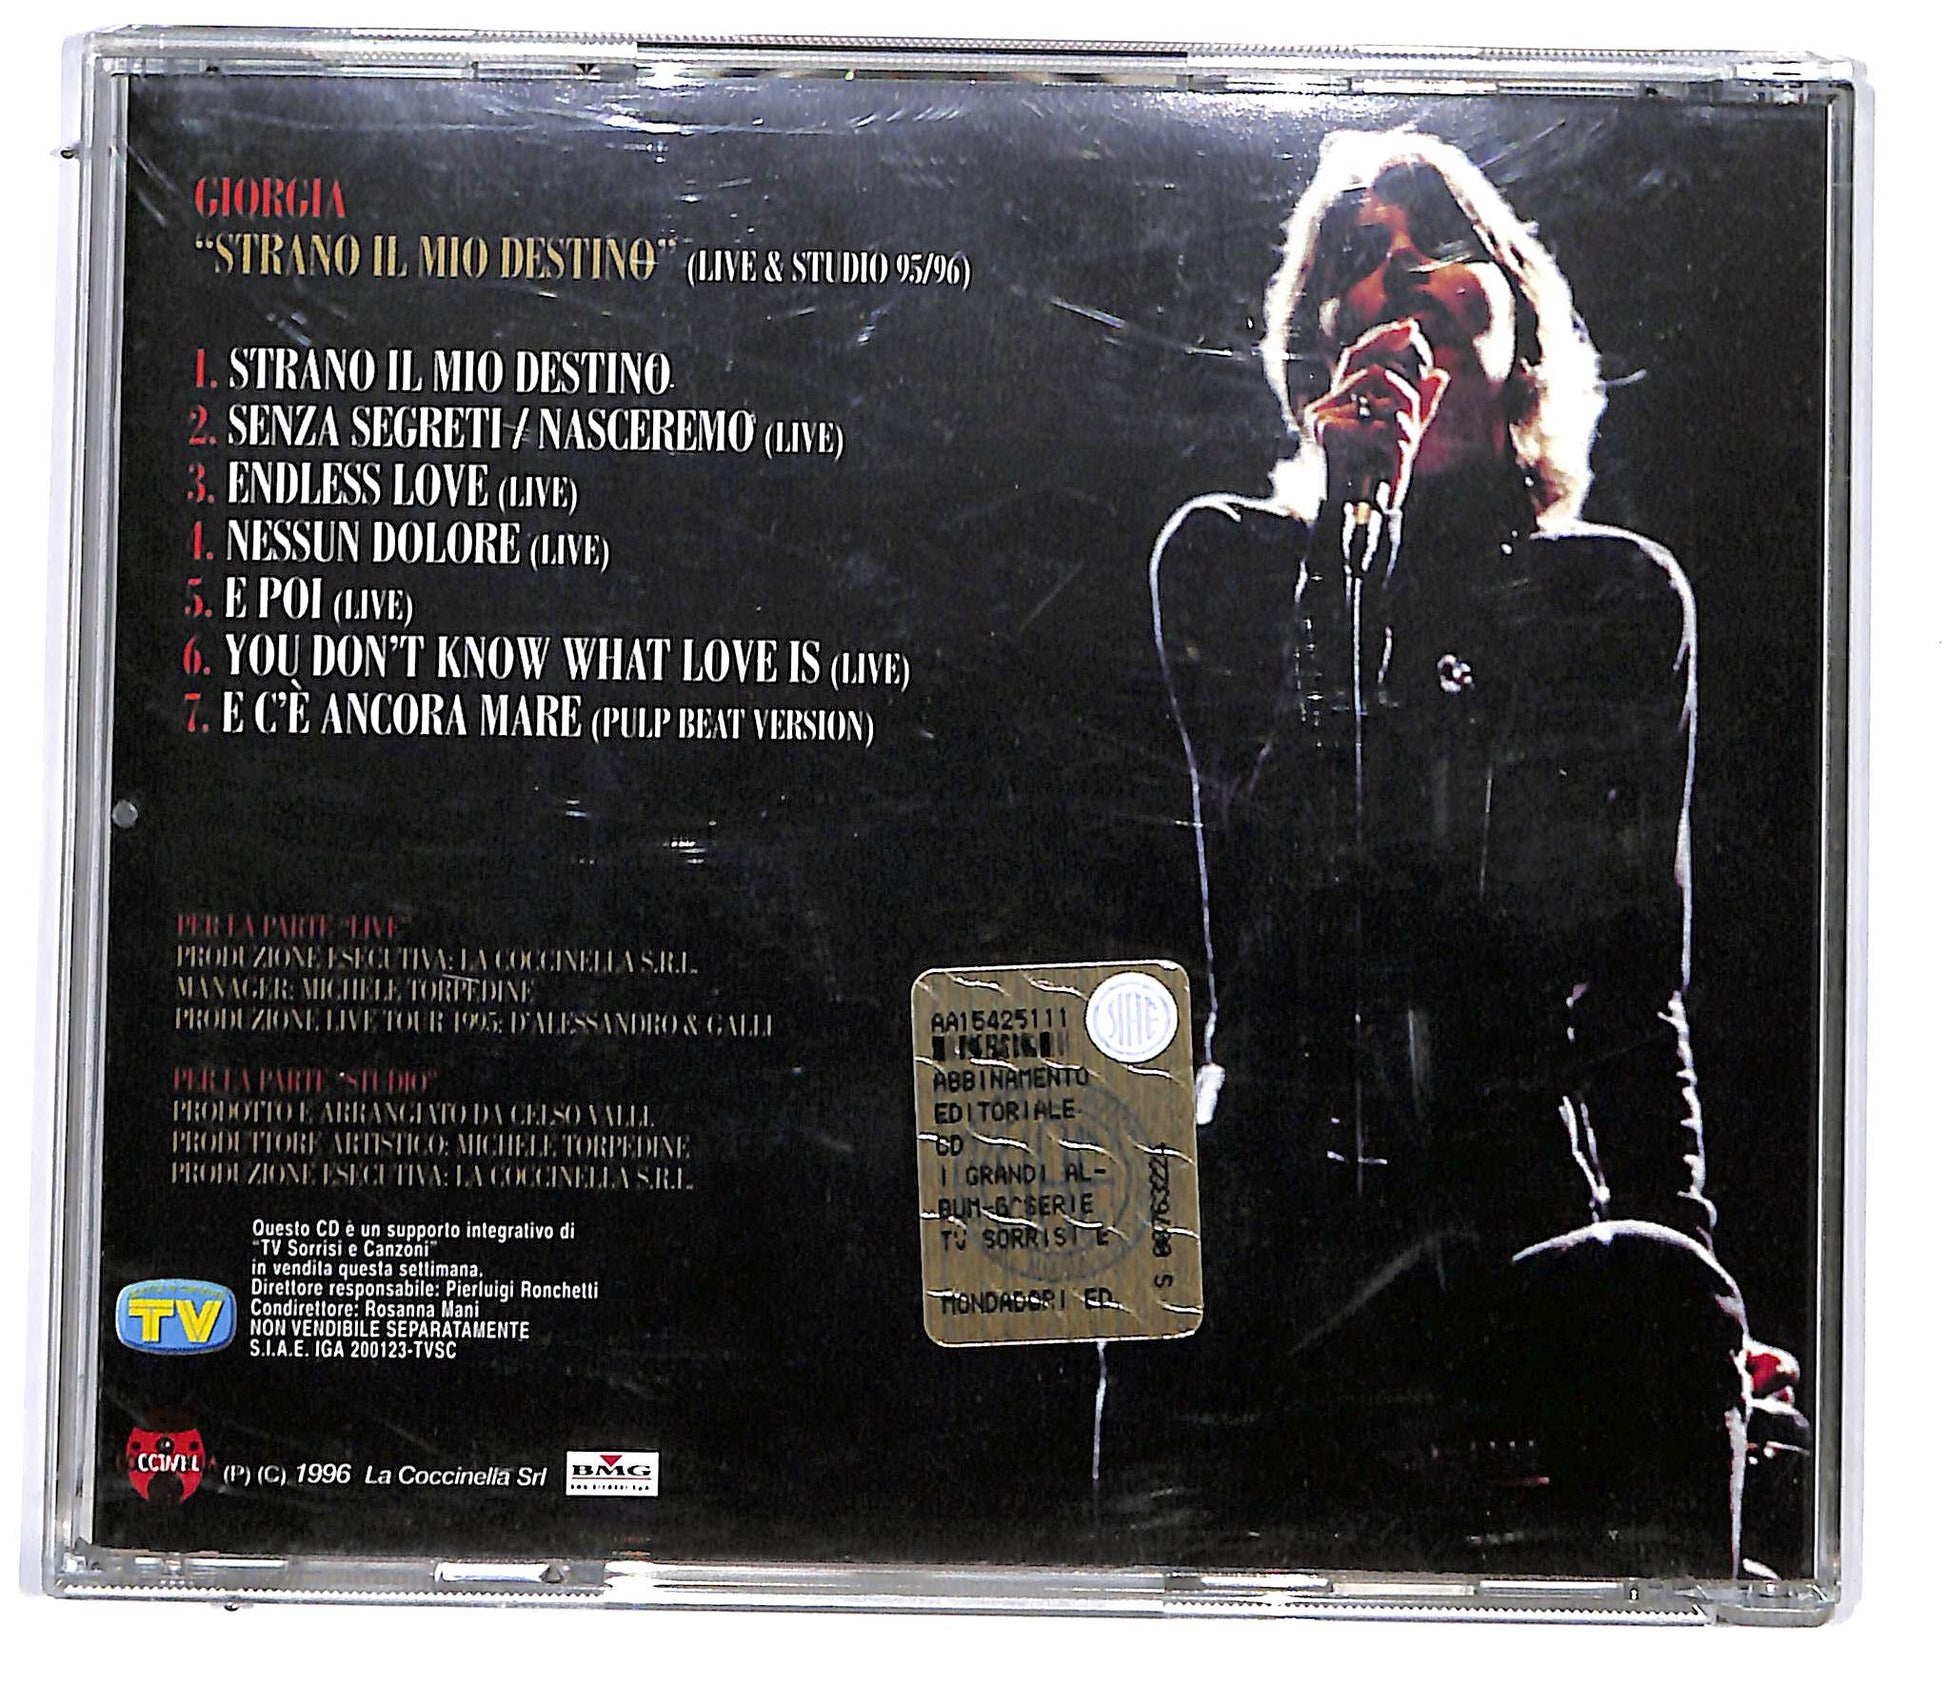 GIORGIA
“STRANO IL MIO DESTINO” (LIVE & STUDIO 95/96)
1. STRANO IL MIO DESTINO
2. SENZA SEGRETI / NASCEREMO (LIVE)
3. ENDLESS LOVE (LIVE)
4. NESSUN DOLORE (LIVE)
5. E POI (LIVE)
6. YOU DON'T KNOW WHAT LOVE IS (LIVE)
7. E C'È ANCORA MARE (PULP BEAT VERSION)
PER LA PARTE "LIVE"
PRODUZIONE ESECUTIVA: LA COCCINELLA S.R.L.
MANAGER: MICHELE TORPEDINE
PRODUZIONE LIVE TOUR 1995: D'ALESSANDRO & GALLI
PER LA PARTE "STUDIO"
PRODOTTO E ARRANGIATO DA CELSO VALLI
PRODUTTORE ARTISTICO: MICHELE TORPEDINE
PRODUZIONE ESECUTIVA: LA COCCINELLA S.R.L.
Questo CD è un supporto integrativo di
"TV Sorrisi e Canzoni"
in vendita questa settimana.
Direttore responsabile: Pierluigi Ronchetti
Condirettore: Rosanna Mani
NON VENDIBILE SEPARATAMENTE
S.I.A.E. IGA 200123-TVSC
TV
(P) (C) 1996 La Coccinella Srl
BMG
BMG RICORDI S.p.A.
SIAE
AA15425111
ABBINAMENTO
EDITORIALE
CD
I GRANDI AL-
BUM-6^SERIE
TV SORRISI E
MONDADORI ED.